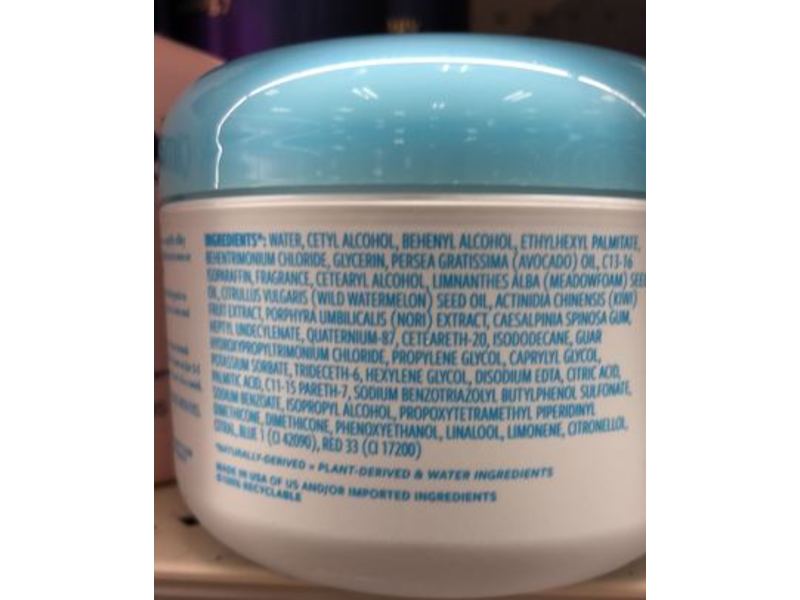 INGREDIENTS*: WATER, CETYL ALCOHOL, BEHENYL ALCOHOL, ETHYLHEXYL PALMITATE,
BEHENTRIMONIUM CHLORIDE, GLYCERIN, PERSEA GRATISSIMA (AVOCADO) OIL, C13-16
ISOPARAFFIN, FRAGRANCE, CETEARYL ALCOHOL, LIMNANTHES ALBA (MEADOWFOAM) SEED
OIL, CITRULLUS VULGARIS (WILD WATERMELON) SEED OIL, ACTINIDIA CHINENSIS (KIWI)
FRUIT EXTRACT, PORPHYRA UMBILICALIS (NORI) EXTRACT, CAESALPINIA SPINOSA GUM,
HEPTYL UNDECYLENATE, QUATERNIUM-87, CETEARETH-20, ISODODECANE, GUAR
HYDROXYPROPYLTRIMONIUM CHLORIDE, PROPYLENE GLYCOL, CAPRYLYL GLYCOL,
POTASSIUM SORBATE, TRIDECETH-6, HEXYLENE GLYCOL, DISODIUM EDTA, CITRIC ACID,
PALMITIC ACID, C11-15 PARETH-7, SODIUM BENZOTRIAZOLYL BUTYLPHENOL SULFONATE,
SODIUM BENZOATE, ISOPROPYL ALCOHOL, PROPOXYTETRAMETHYL PIPERIDINYL
DIMETHICONE, DIMETHICONE, PHENOXYETHANOL, LINALOOL, LIMONENE, CITRONELLOL,
CITRAL, BLUE 1 (CI 42090), RED 33 (CI 17200)
*NATURALLY-DERIVED = PLANT-DERIVED & WATER INGREDIENTS
MADE IN USA OF US AND/OR IMPORTED INGREDIENTS
100% RECYCLABLE